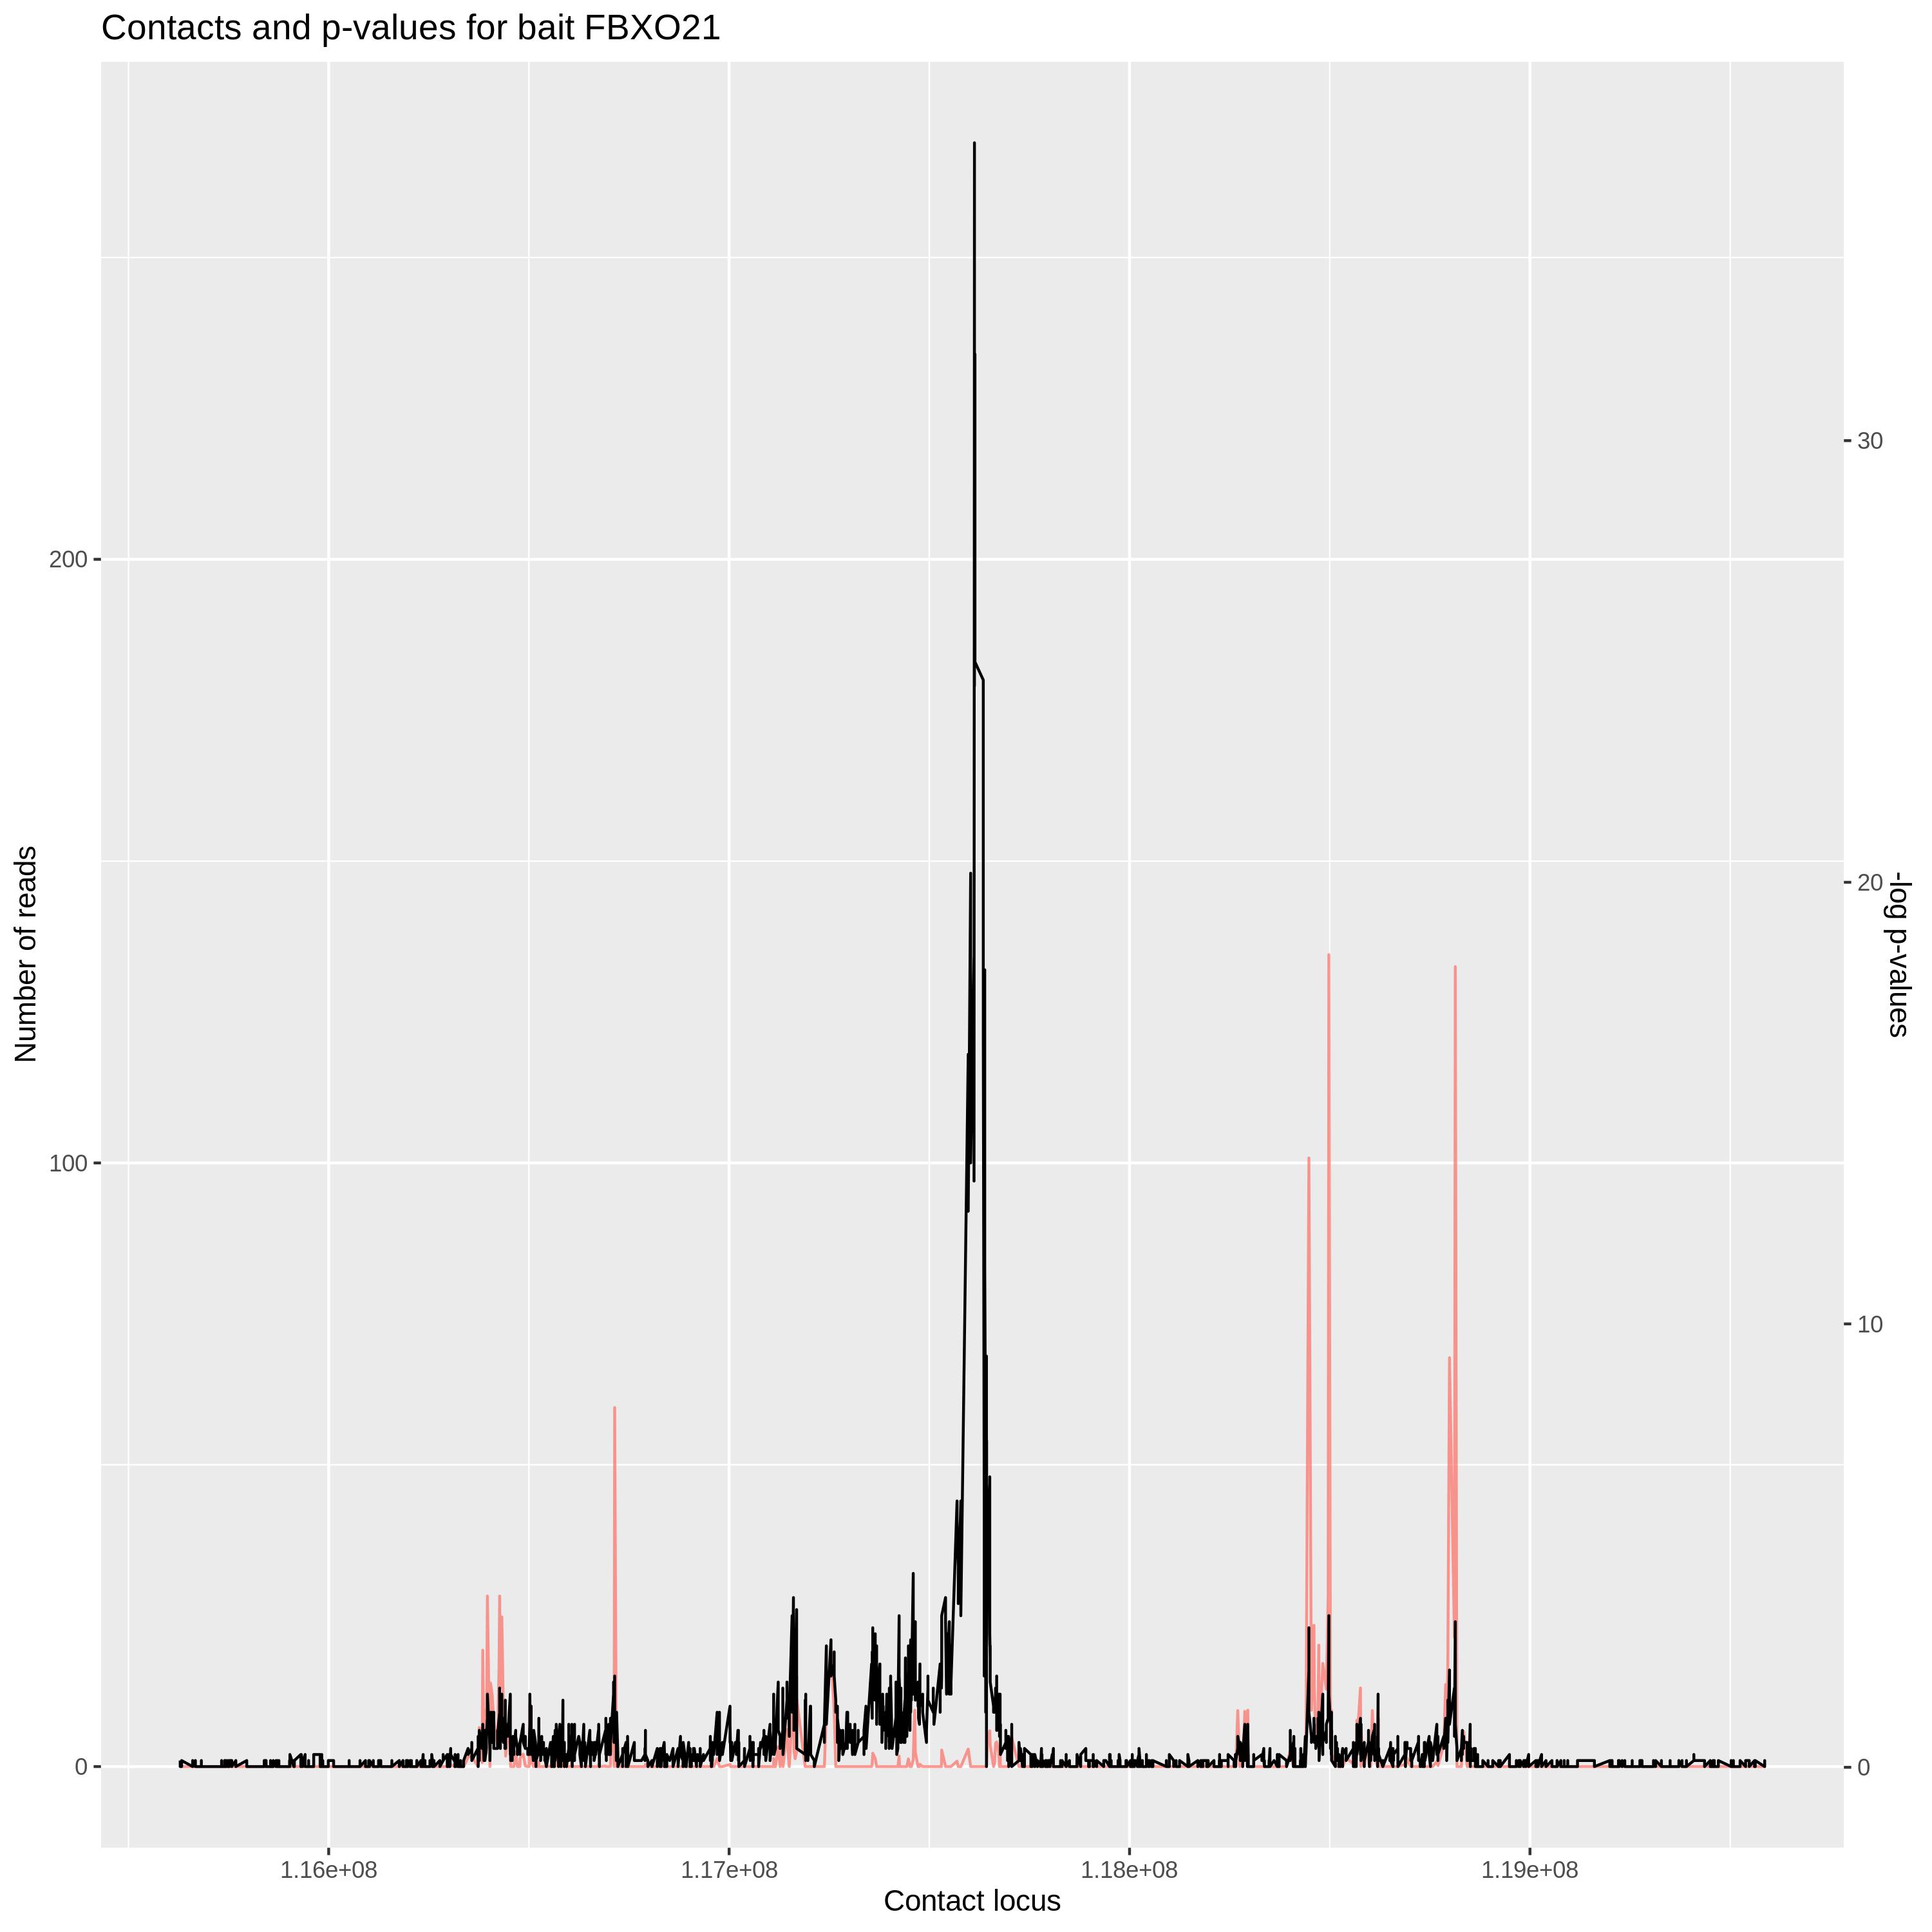 Contacts and p-values for bait FBXO21
Number of reads
200
100
0
30
20
10
0
-log p-values
1.16e+08
1.17e+08
1.18e+08
1.19e+08
Contact locus